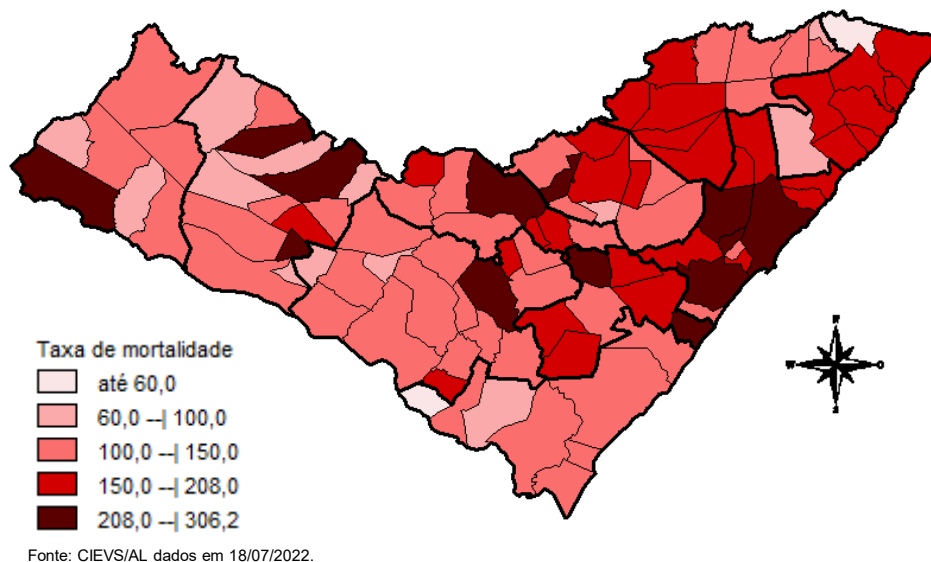 N
W
O
S
Taxa de mortalidade
até 60,0
60,0 --| 100,0
100,0 --| 150,0
150,0 --| 208,0
208,0 --| 306,2
Fonte: CIEVS/AL dados em 18/07/2022.